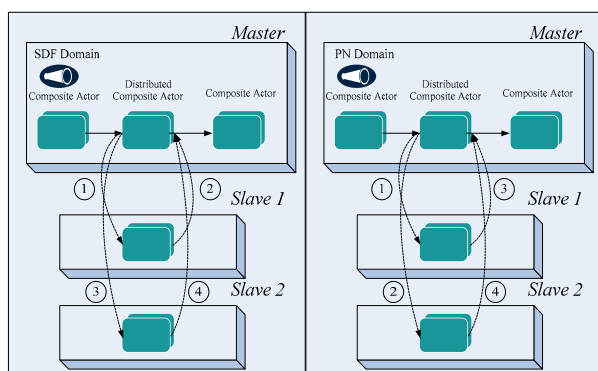 Master
SDF Domain
Composite Actor
Distributed
Composite Actor
Composite Actor
1
2
Slave 1
3
4
Slave 2
Master
PN Domain
Composite Actor
Distributed
Composite Actor
Composite Actor
1
3
Slave 1
2
4
Slave 2